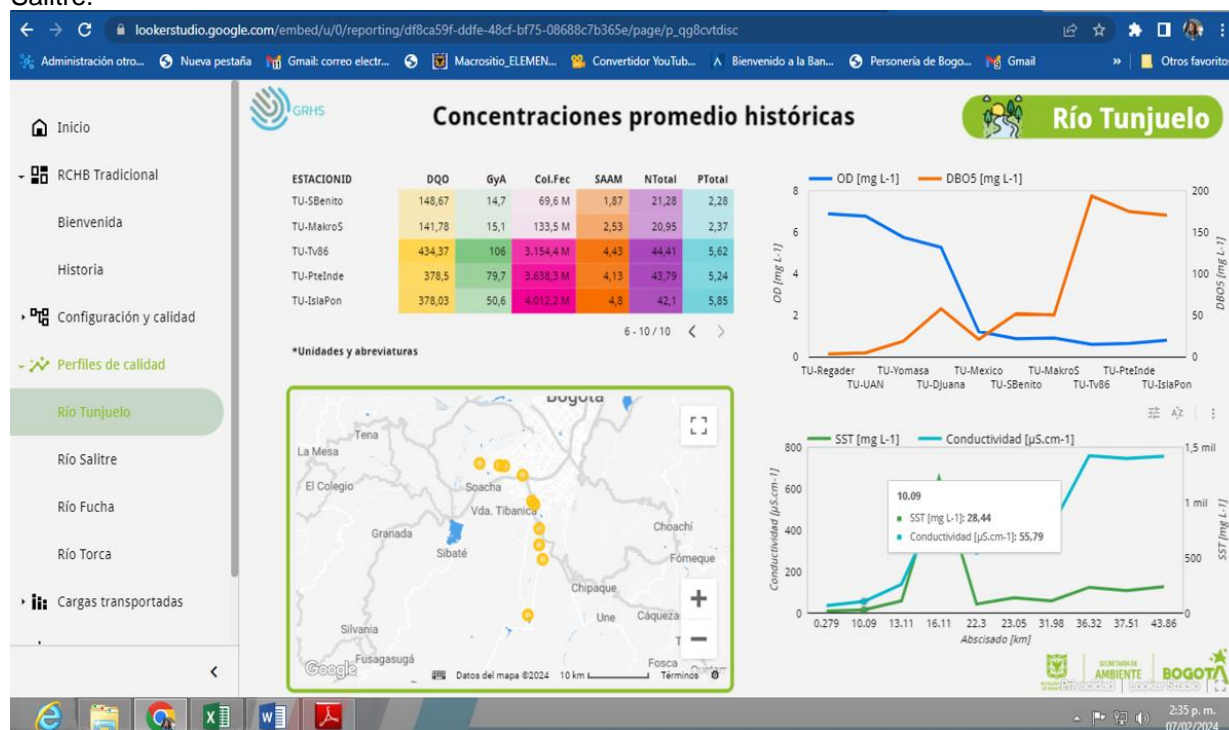 Salitre.
lookerstudio.google.com/embed/u/0/reporting/df8ca59f-ddfe-48cf-bf75-08688c7b365e/page/p_qg8cvtdisc
Administración otro... Nueva pestaña Gmail: correo electr... Macrositio_ELEMEN... Convertidor YouTub... Bienvenido a la Ban... Personería de Bogo... Gmail » Otros favoritos
Inicio
RCHB Tradicional
Bienvenida
Historia
Configuración y calidad
Perfiles de calidad
Río Tunjuelo
Río Salitre
Río Fucha
Río Torca
Cargas transportadas
GRHS
Concentraciones promedio históricas
Río Tunjuelo
ESTACIONID DQO GyA Col.Fec SAAM NTotal PTotal
TU-SBenito 148,67 14,7 69,6 M 1,87 21,28 2,28
TU-MakroS 141,78 15,1 133,5 M 2,53 20,95 2,37
TU-Tv86 434,37 106 3.154,4 M 4,43 44,41 5,62
TU-PteInde 378,5 79,7 3.638,3 M 4,13 43,79 5,24
TU-IslaPon 378,03 50,6 4.012,2 M 4,8 42,1 5,85
6 - 10 / 10
*Unidades y abreviaturas
OD [mg L-1] DBO5 [mg L-1]
8 200
6 150
4 100
2 50
0 0
OD [mg L-1]
DBO5 [mg L-1]
TU-Regader TU-Yomasa TU-Mexico TU-MakroS TU-PteInde
TU-UAN TU-DJuana TU-SBenito TU-Tv86 TU-IslaPon
Bogotá
Tena
La Mesa
El Colegio
Soacha
Vda. Tibanica
Granada
Sibaté
Choachí
Fómeque
Chipaque
Une
Cáqueza
Silvania
Fusagasugá
Fosca
Google
Datos del mapa ©2024 10 km Términos
SST [mg L-1] Conductividad [µS.cm-1]
800 1,5 mil
600
1 mil
400
500
200
0 0
Conductividad [µS.cm-1]
SST [mg L-1]
10.09
SST [mg L-1]: 28,44
Conductividad [µS.cm-1]: 55,79
0.279 10.09 13.11 16.11 22.3 23.05 31.98 36.32 37.51 43.86
Abscisado [km]
SECRETARÍA DE
AMBIENTE
BOGOTÁ
Privacidad Looker Studio
2:35 p. m.
07/02/2024